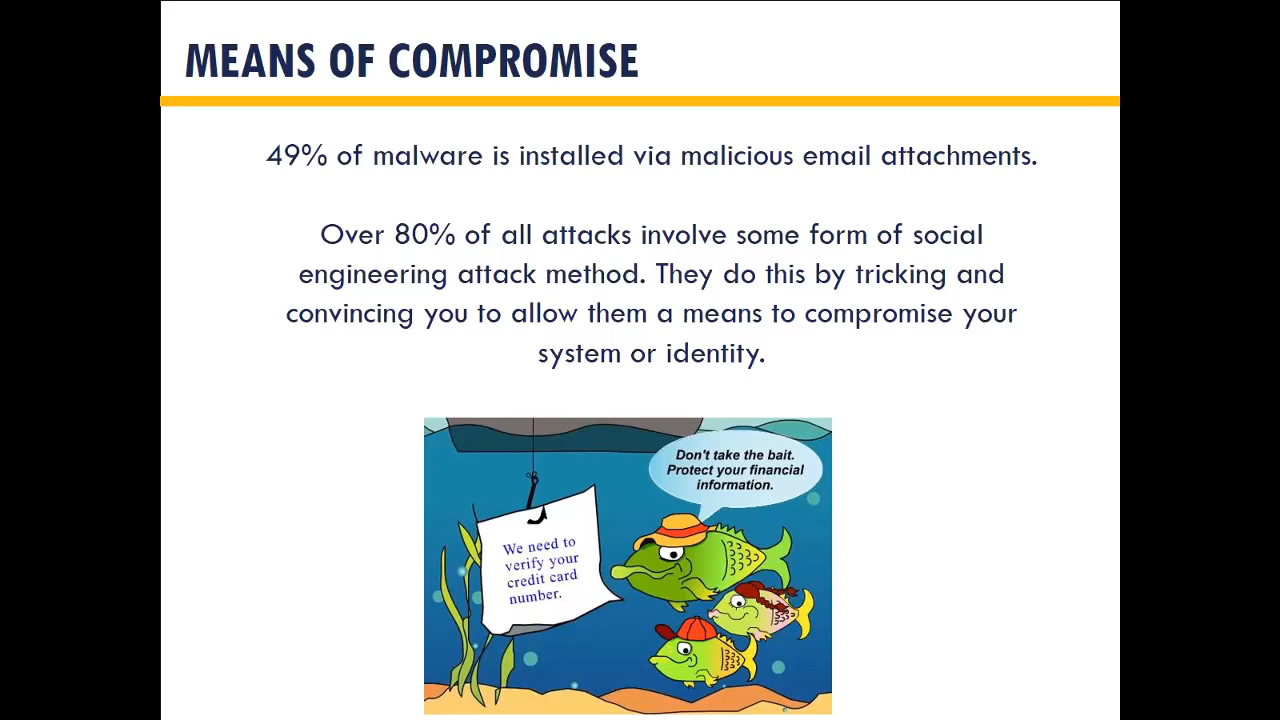 MEANS OF COMPROMISE
49% of malware is installed via malicious email attachments.
Over 80% of all attacks involve some form of social
engineering attack method. They do this by tricking and
convincing you to allow them a means to compromise your
system or identity.
Don't take the bait.
Protect your financial
information.
We need to
verify your
credit card
number.